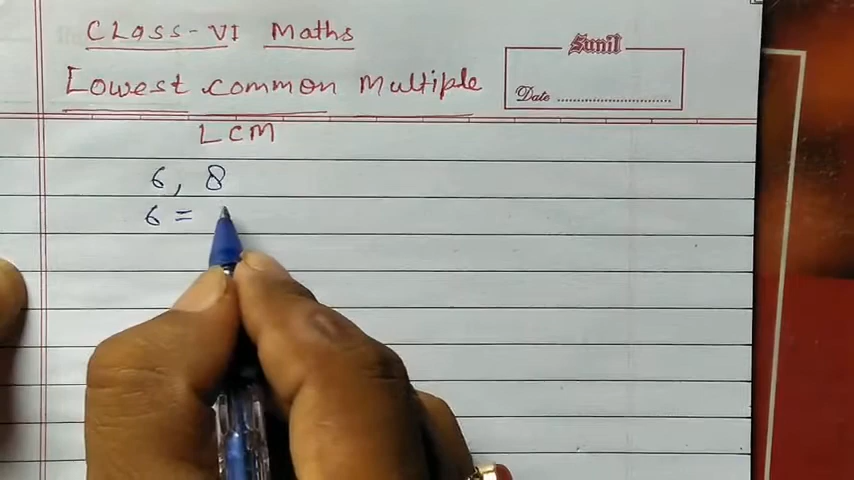 CLASS-VI Maths
Lowest common Multiple
Sunil
Date
LCM
6, 8
6 =